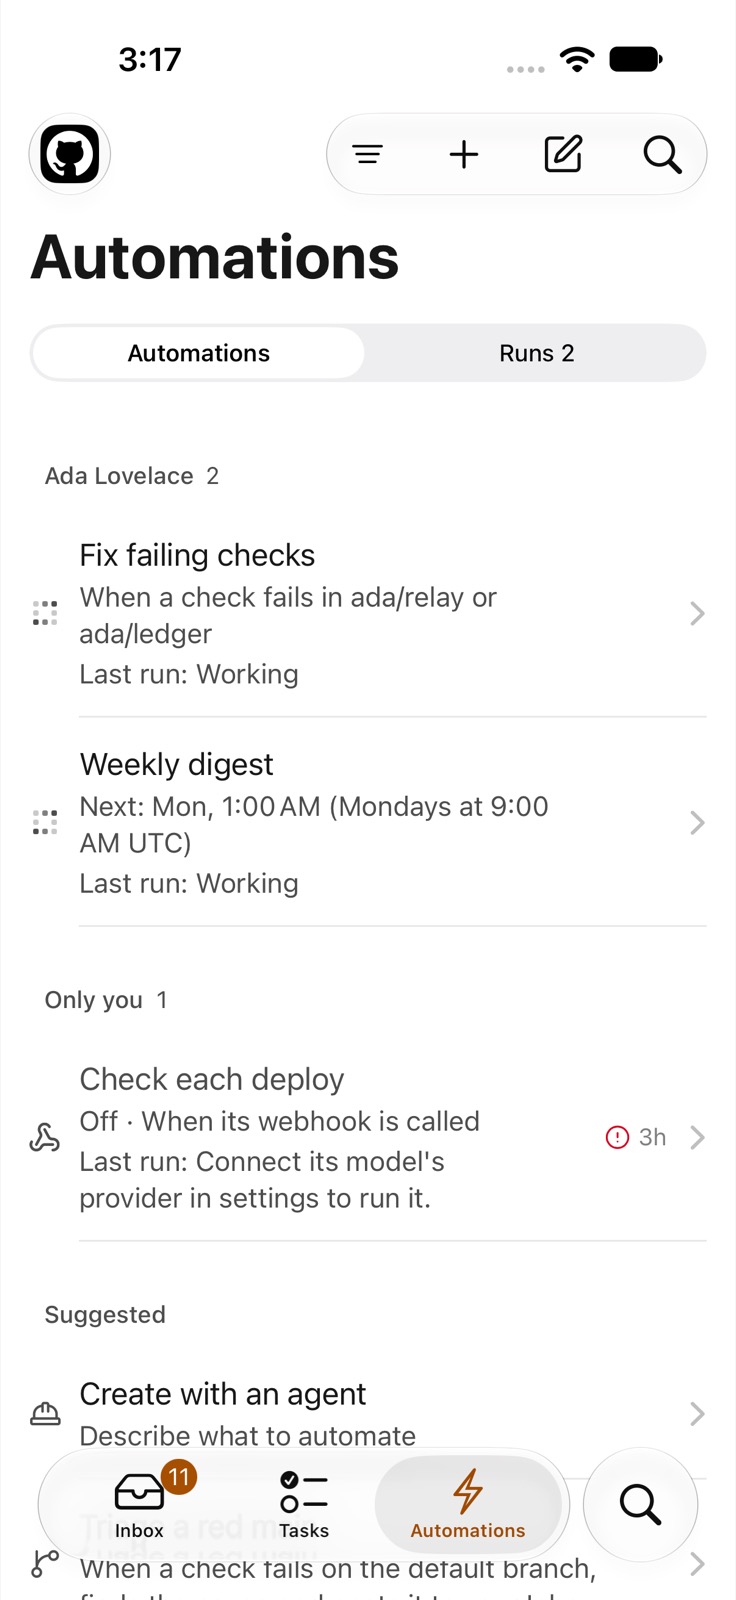 3:17
Automations
Automations
Runs 2
Ada Lovelace 2
Fix failing checks
When a check fails in ada/relay or
ada/ledger
Last run: Working
Weekly digest
Next: Mon, 1:00 AM (Mondays at 9:00
AM UTC)
Last run: Working
Only you 1
Check each deploy
Off · When its webhook is called
3h
Last run: Connect its model's
provider in settings to run it.
Suggested
Create with an agent
Describe what to automate
11
Inbox
Tasks
Automations
a red
When a check fails on the default branch,